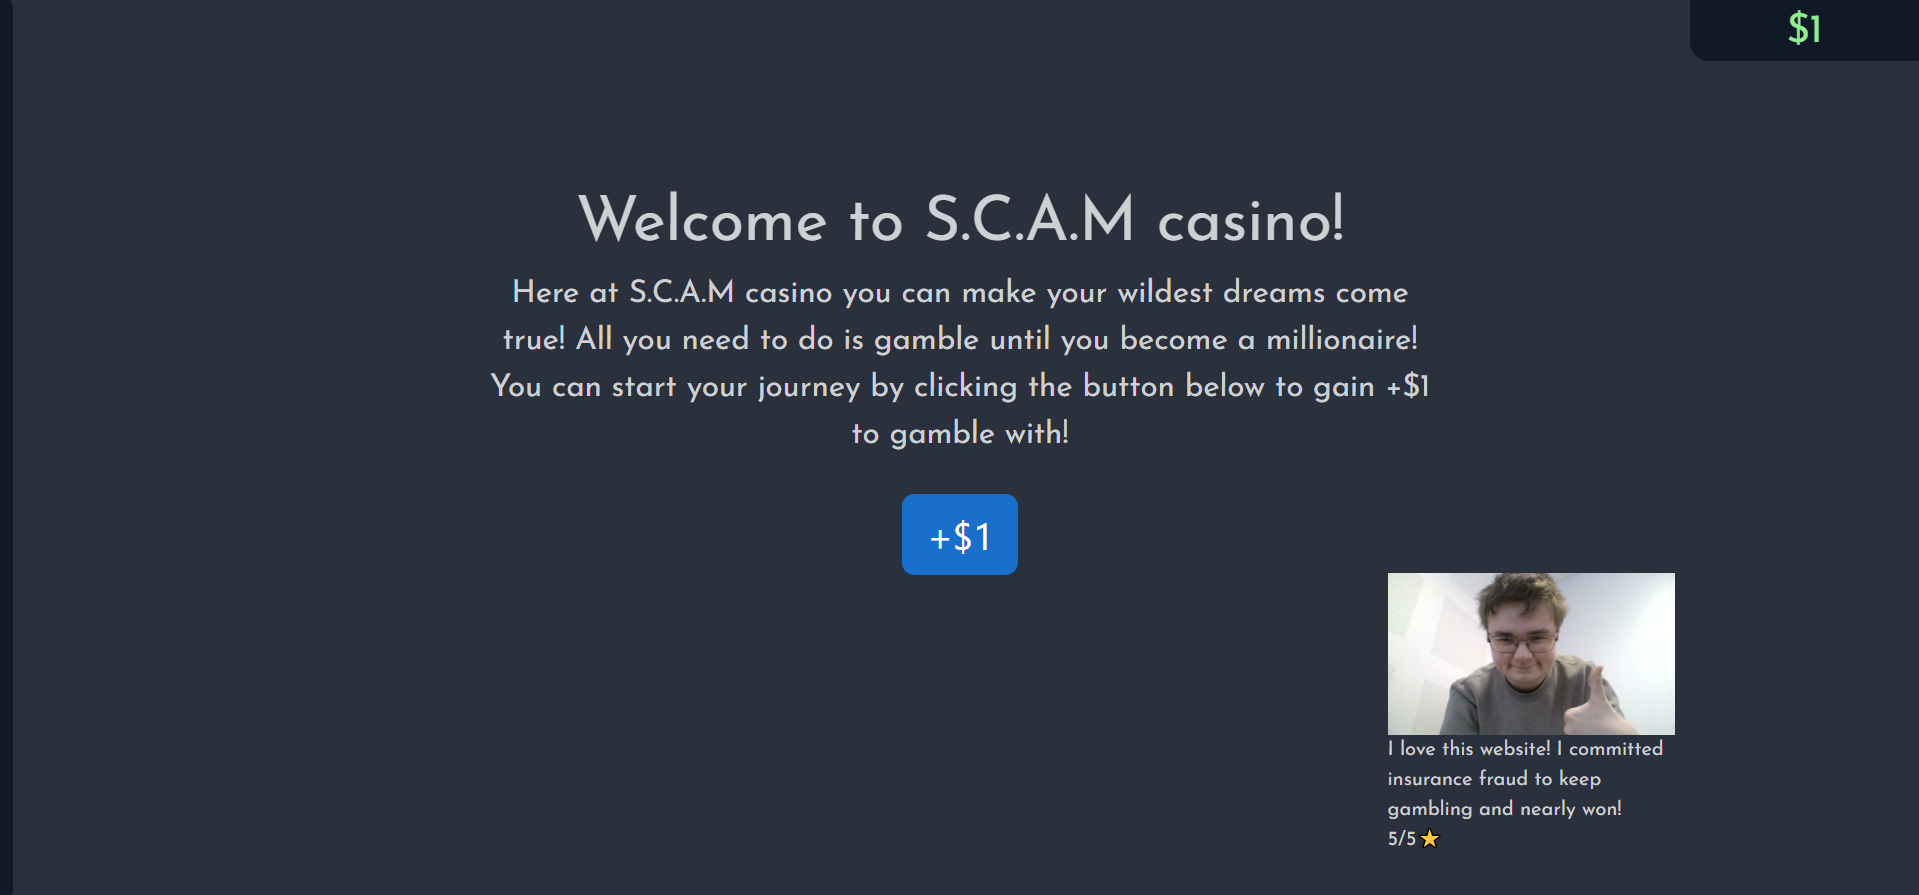 $1
Welcome to S.C.A.M casino!
Here at S.C.A.M casino you can make your wildest dreams come
true! All you need to do is gamble until you become a millionaire!
You can start your journey by clicking the button below to gain +$1
to gamble with!
+$1
I love this website! I committed
insurance fraud to keep
gambling and nearly won!
5/5⭐